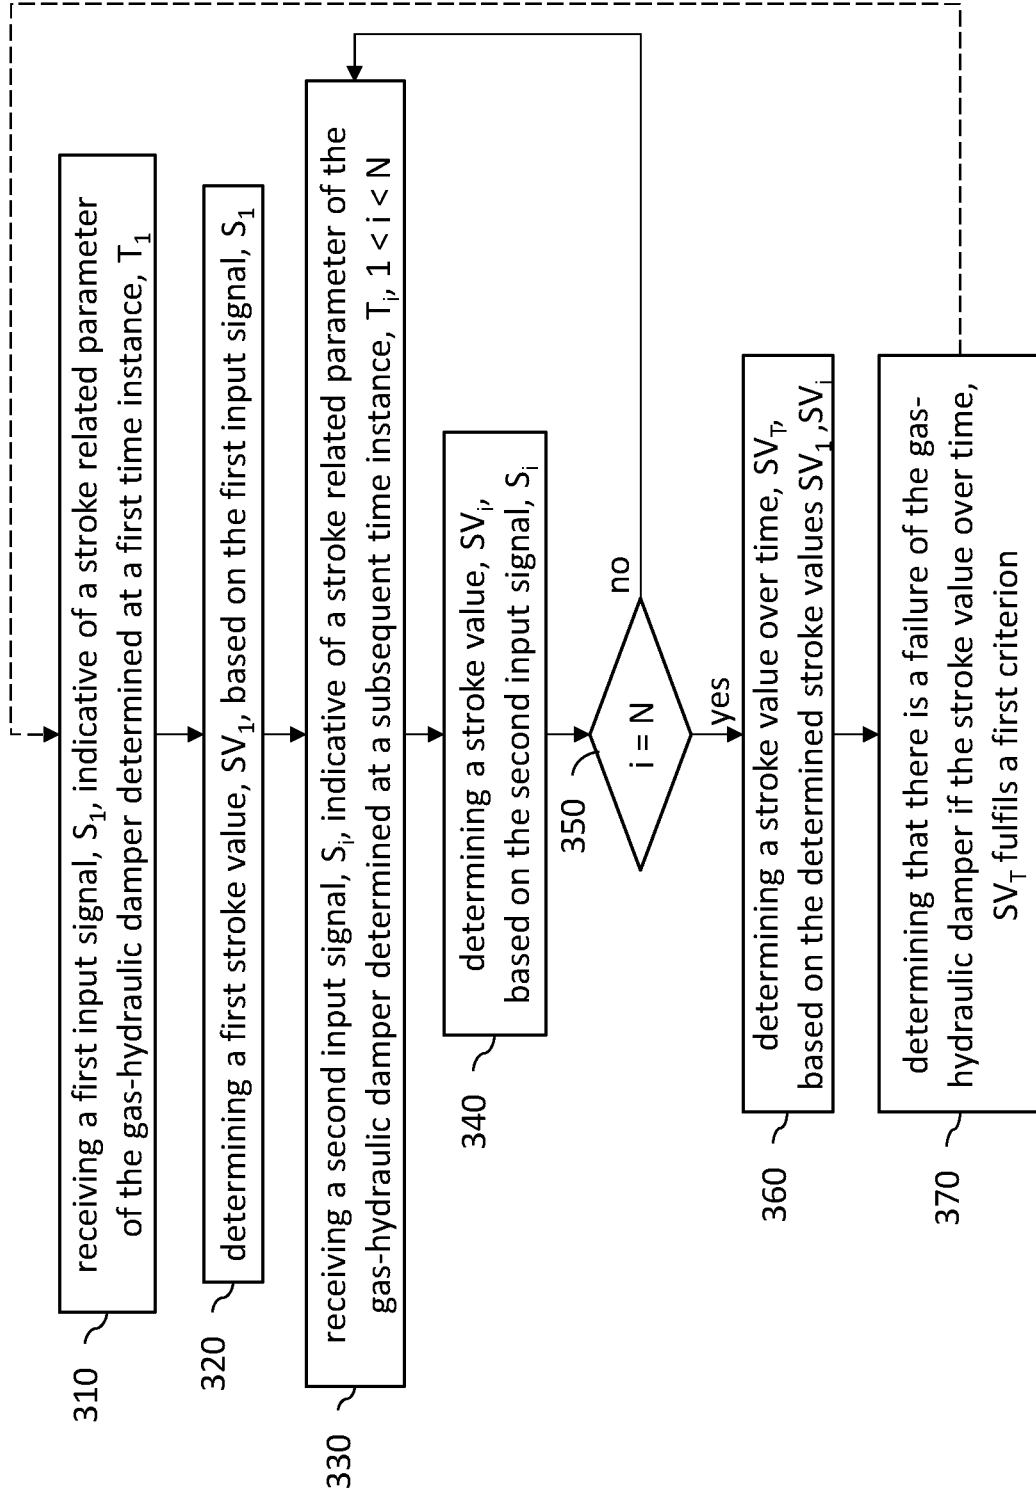 310
receiving a first input signal, S₁, indicative of a stroke related parameter
of the gas-hydraulic damper determined at a first time instance, T₁
320
determining a first stroke value, SV₁, based on the first input signal, S₁
330
receiving a second input signal, Sᵢ, indicative of a stroke related parameter of the
gas-hydraulic damper determined at a subsequent time instance, Tᵢ, 1 < i < N
340
determining a stroke value, SVᵢ,
based on the second input signal, Sᵢ
350
i = N
no
yes
360
determining a stroke value over time, SV_T,
based on the determined stroke values SV₁,SVᵢ
370
determining that there is a failure of the gas-
hydraulic damper if the stroke value over time,
SV_T fulfils a first criterion